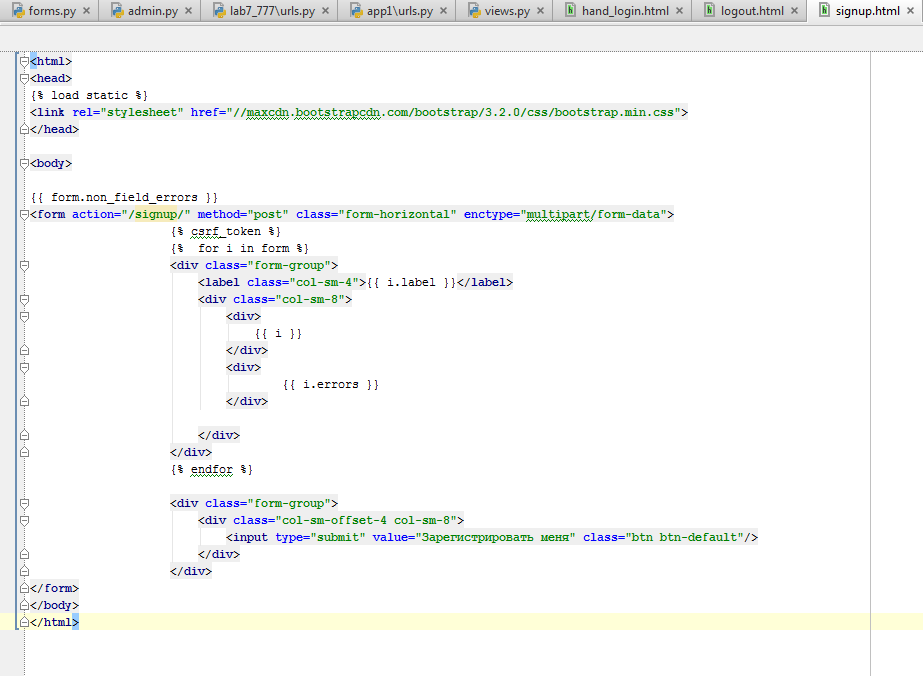 forms.py admin.py lab7_777\urls.py app1\urls.py views.py hand_login.html logout.html signup.html
<html>
<head>
{% load static %}
<link rel="stylesheet" href="//maxcdn.bootstrapcdn.com/bootstrap/3.2.0/css/bootstrap.min.css">
</head>
<body>
{{ form.non_field_errors }}
<form action="/signup/" method="post" class="form-horizontal" enctype="multipart/form-data">
{% csrf_token %}
{%  for i in form %}
<div class="form-group">
<label class="col-sm-4">{{ i.label }}</label>
<div class="col-sm-8">
<div>
{{ i }}
</div>
<div>
{{ i.errors }}
</div>
</div>
</div>
{% endfor %}
<div class="form-group">
<div class="col-sm-offset-4 col-sm-8">
<input type="submit" value="Зарегистрировать меня" class="btn btn-default"/>
</div>
</div>
</form>
</body>
</html>